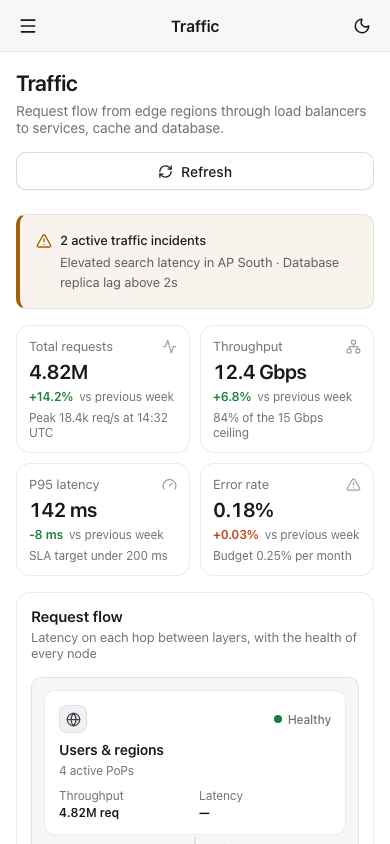 Traffic
Traffic
Request flow from edge regions through load balancers
to services, cache and database.
Refresh
2 active traffic incidents
Elevated search latency in AP South · Database
replica lag above 2s
Total requests
4.82M
+14.2% vs previous week
Peak 18.4k req/s at 14:32
UTC
Throughput
12.4 Gbps
+6.8% vs previous week
84% of the 15 Gbps
ceiling
P95 latency
142 ms
-8 ms vs previous week
SLA target under 200 ms
Error rate
0.18%
+0.03% vs previous week
Budget 0.25% per month
Request flow
Latency on each hop between layers, with the health of
every node
Healthy
Users & regions
4 active PoPs
Throughput Latency
4.82M req —